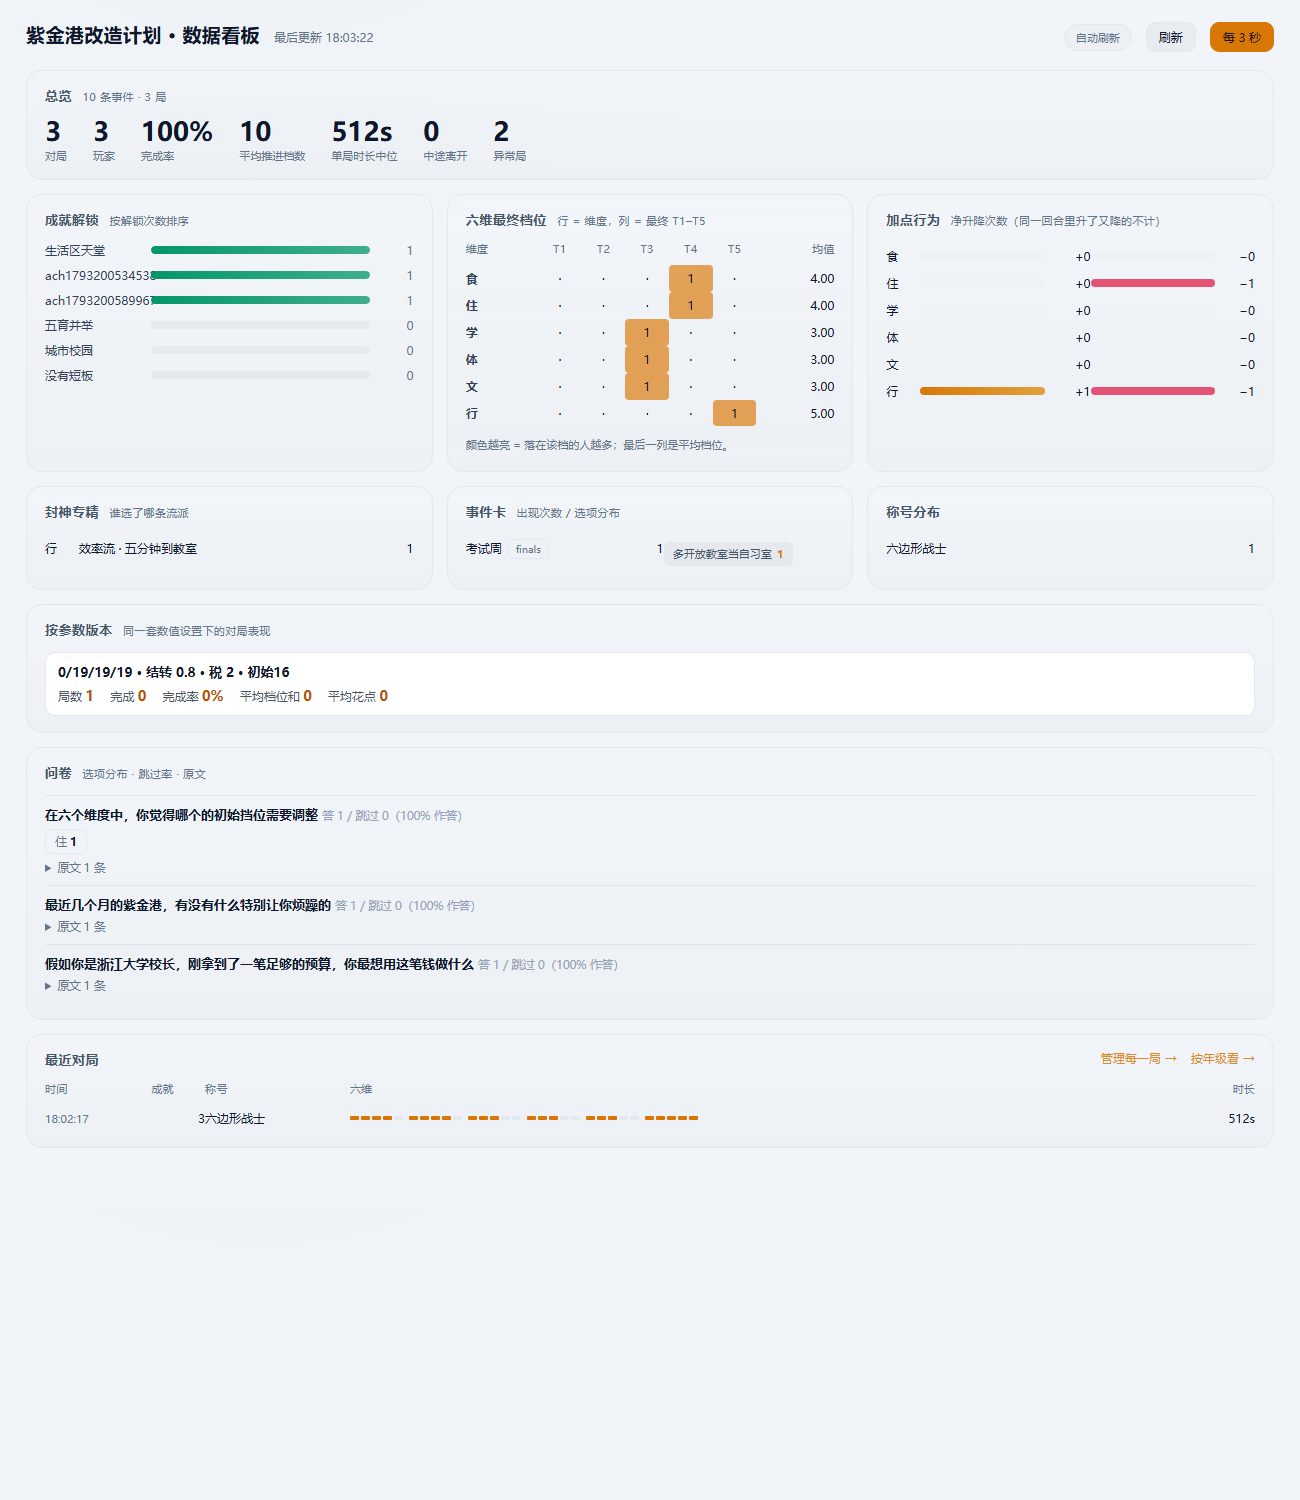 紫金港改造计划 • 数据看板 最后更新 18:03:22 自动刷新 刷新 每 3 秒
总览 10 条事件 · 3 局
3 3 100% 10 512s 0 2
对局 玩家 完成率 平均推进档数 单局时长中位 中途离开 异常局
成就解锁 按解锁次数排序
生活区天堂 1
ach1793200534538 1
ach1793200589967 1
五育并举 0
城市校园 0
没有短板 0
六维最终档位 行 = 维度，列 = 最终 T1–T5
维度 T1 T2 T3 T4 T5 均值
食 · · · 1 · 4.00
住 · · · 1 · 4.00
学 · · 1 · · 3.00
体 · · 1 · · 3.00
文 · · 1 · · 3.00
行 · · · · 1 5.00
颜色越亮 = 落在该档的人越多；最后一列是平均档位。
加点行为 净升降次数（同一回合里升了又降的不计）
食 +0 −0
住 +0 −1
学 +0 −0
体 +0 −0
文 +0 −0
行 +1 −1
封神专精 谁选了哪条流派
行 效率流 · 五分钟到教室 1
事件卡 出现次数 / 选项分布
考试周 finals 1 多开放教室当自习室 1
称号分布
六边形战士 1
按参数版本 同一套数值设置下的对局表现
0/19/19/19 • 结转 0.8 • 税 2 • 初始16
局数 1 完成 0 完成率 0% 平均档位和 0 平均花点 0
问卷 选项分布 · 跳过率 · 原文
在六个维度中，你觉得哪个的初始挡位需要调整 答 1 / 跳过 0（100% 作答）
住 1
▶ 原文 1 条
最近几个月的紫金港，有没有什么特别让你烦躁的 答 1 / 跳过 0（100% 作答）
▶ 原文 1 条
假如你是浙江大学校长，刚拿到了一笔足够的预算，你最想用这笔钱做什么 答 1 / 跳过 0（100% 作答）
▶ 原文 1 条
最近对局 管理每一局 → 按年级看 →
时间 成就 称号 六维 时长
18:02:17 3六边形战士 512s